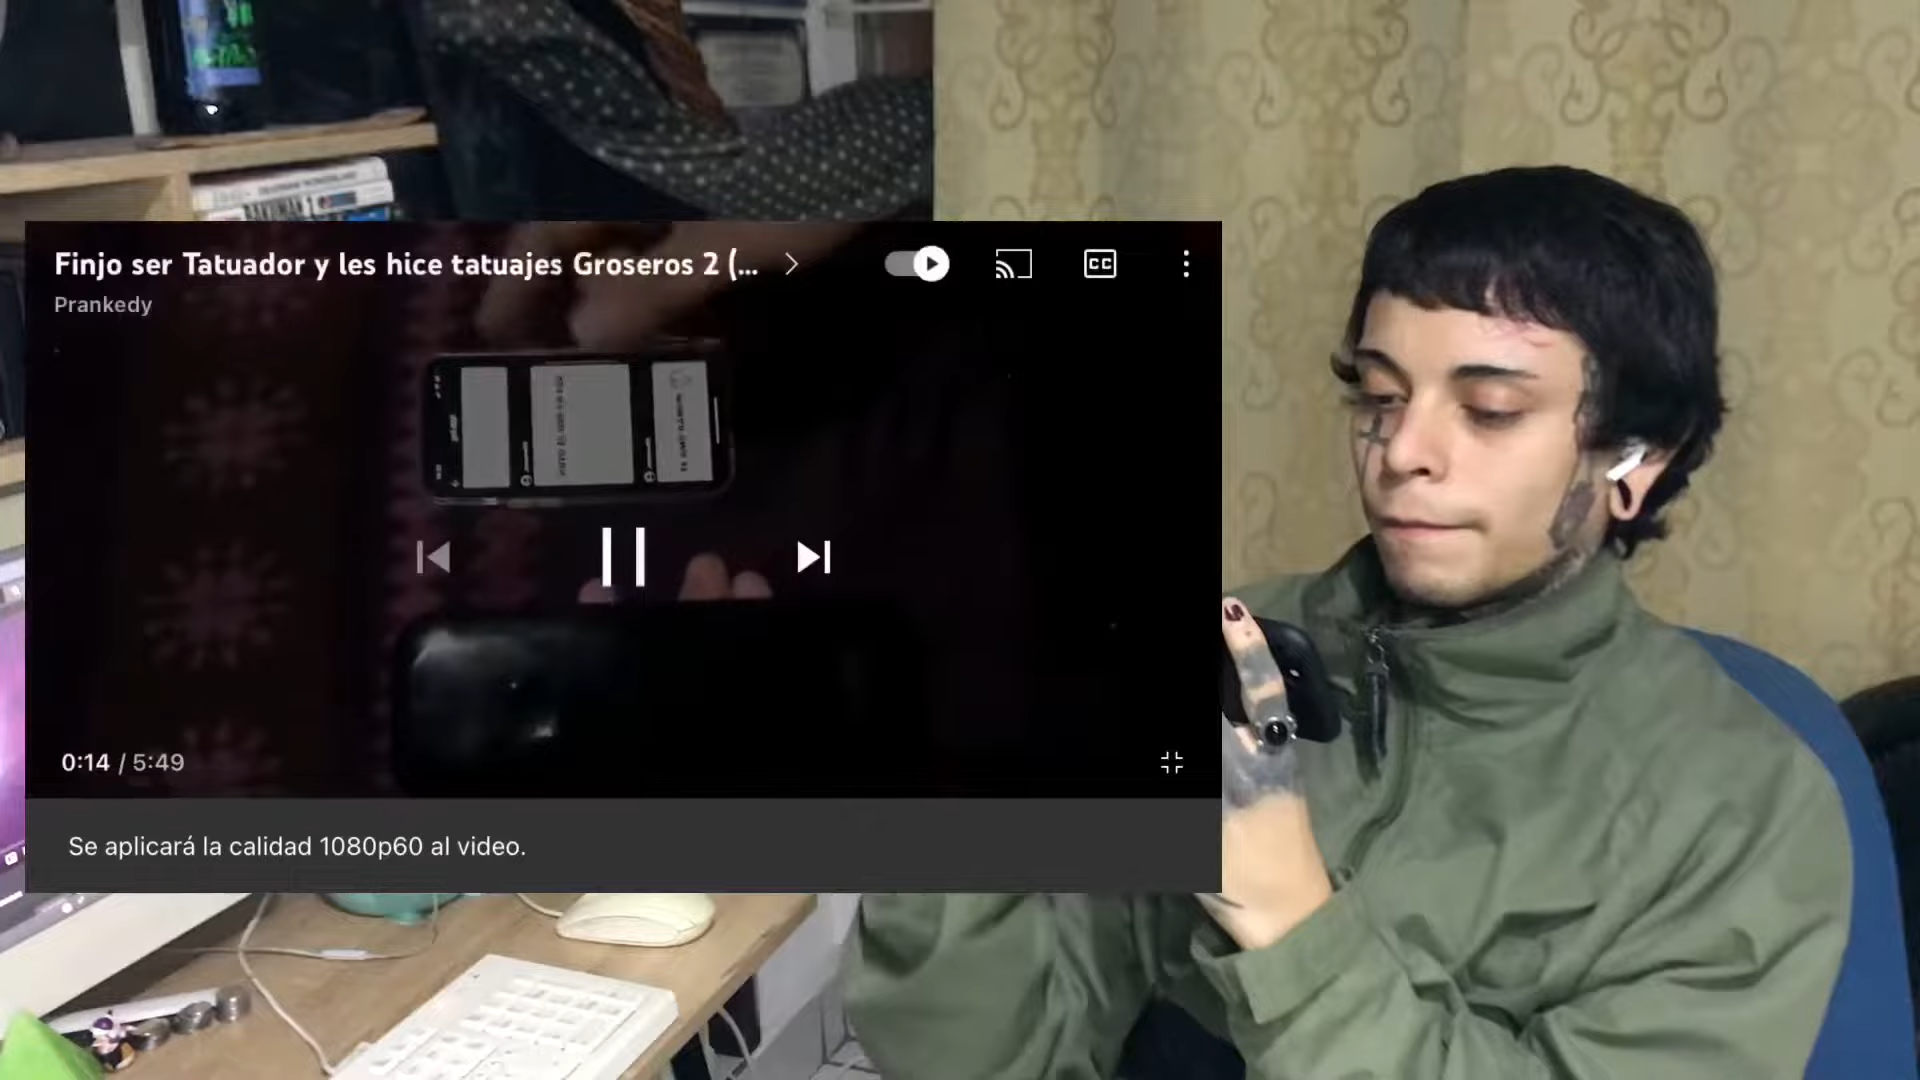 Finjo ser Tatuador y les hice tatuajes Groseros 2 (...
Prankedy
CC
0:14 / 5:49
Se aplicará la calidad 1080p60 al video.